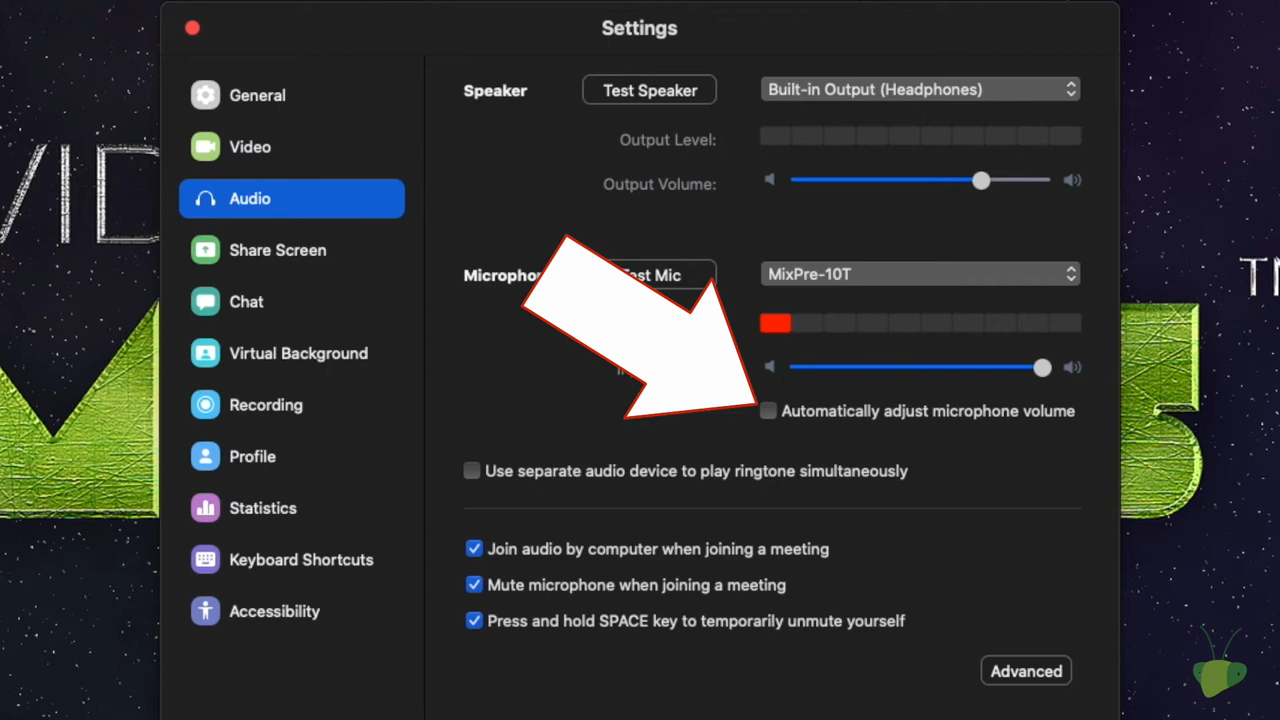 Settings
General
Video
Audio
Share Screen
Chat
Virtual Background
Recording
Profile
Statistics
Keyboard Shortcuts
Accessibility
Speaker
Test Speaker
Built-in Output (Headphones)
Output Level:
Output Volume:
Mic
MixPre-10T
Automatically adjust microphone volume
Use separate audio device to play ringtone simultaneously
Join audio by computer when joining a meeting
Mute microphone when joining a meeting
Press and hold SPACE key to temporarily unmute yourself
Advanced